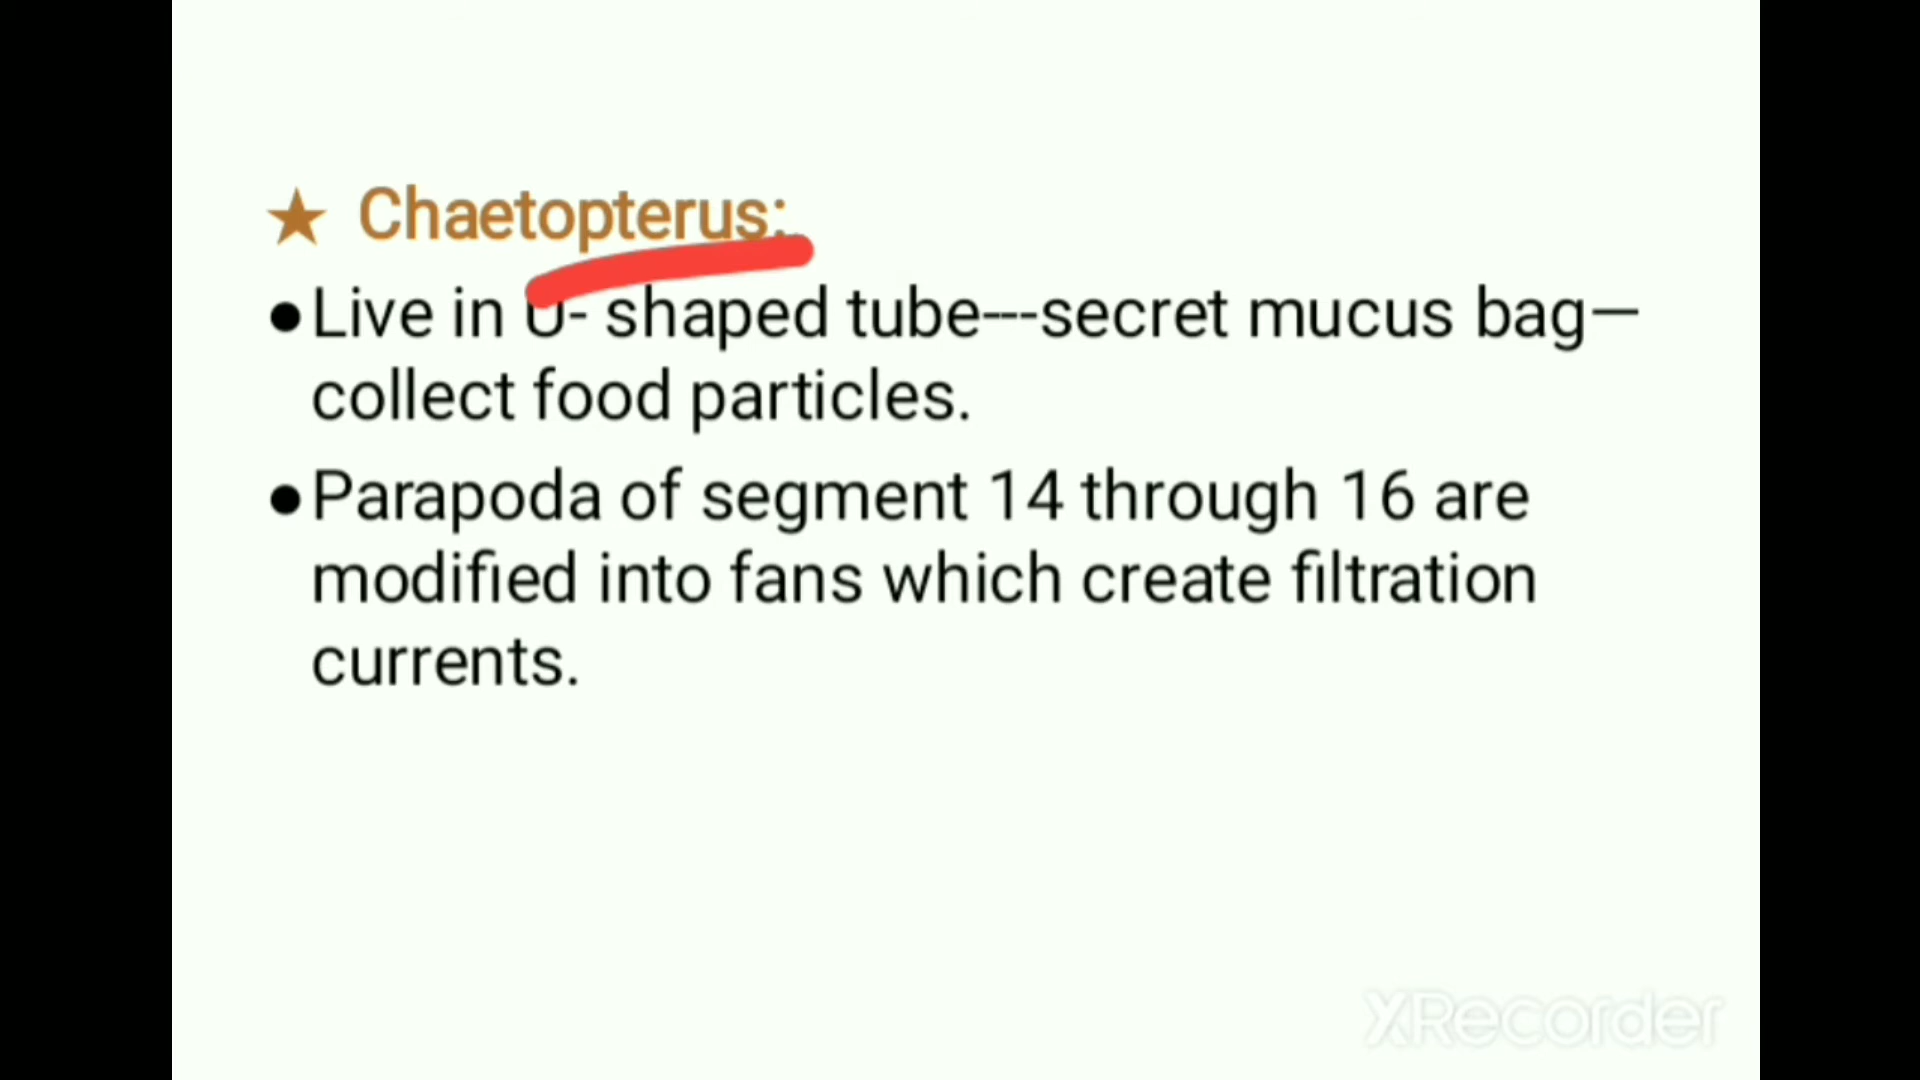 ★ Chaetopterus:
●Live in U- shaped tube---secret mucus bag—
collect food particles.
●Parapoda of segment 14 through 16 are
modified into fans which create filtration
currents.
XRecorder